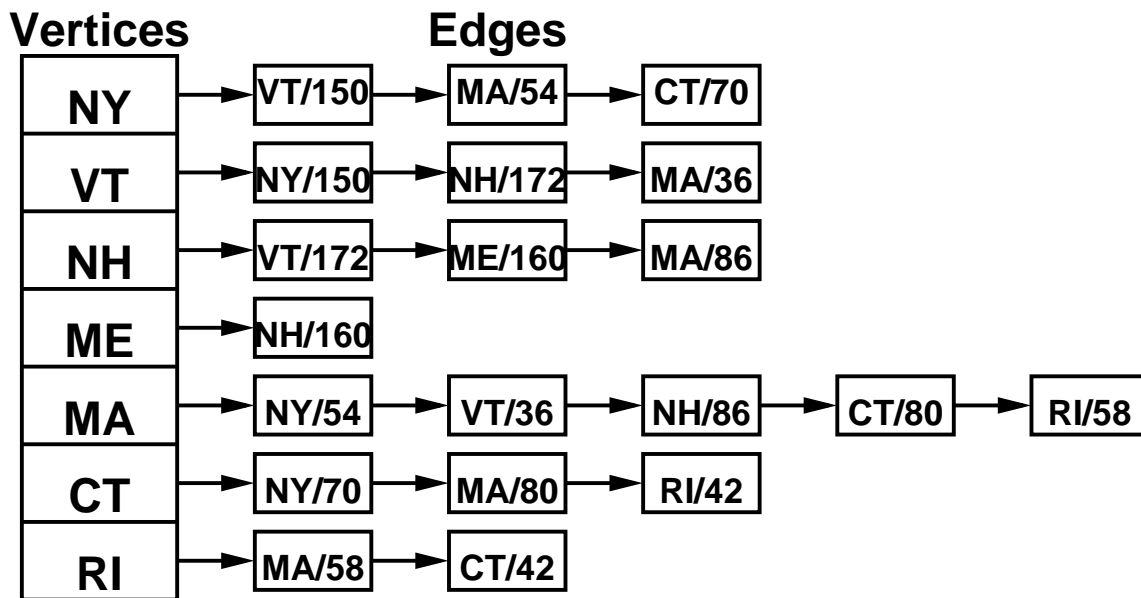 Vertices Edges
NY VT/150 MA/54 CT/70
VT NY/150 NH/172 MA/36
NH VT/172 ME/160 MA/86
ME NH/160
MA NY/54 VT/36 NH/86 CT/80 RI/58
CT NY/70 MA/80 RI/42
RI MA/58 CT/42